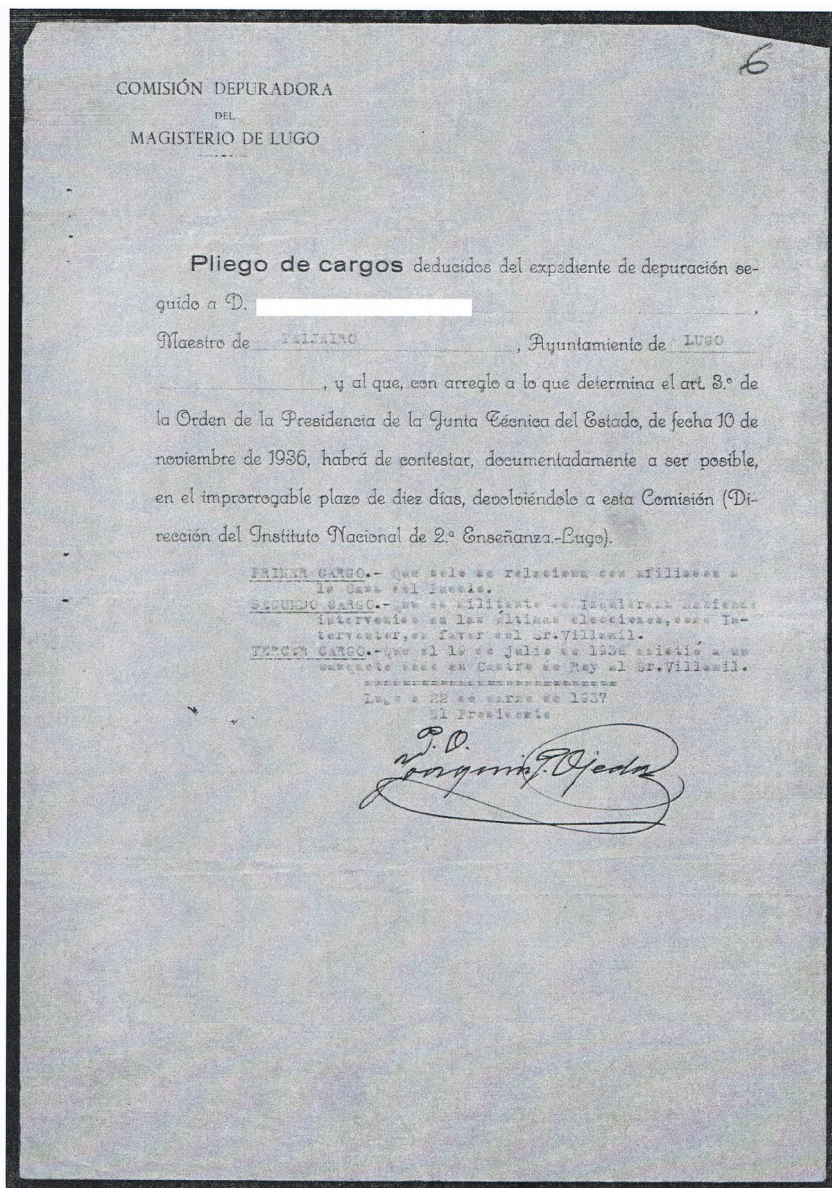 6
COMISIÓN DEPURADORA
DEL
MAGISTERIO DE LUGO
Pliego de cargos deducidos del expediente de depuración se-
guido a D. ,
Maestro de TEIJEIRO , Ayuntamiento de LUGO
, y al que, con arreglo a lo que determina el art. 3.º de
la Orden de la Presidencia de la Junta Técnica del Estado, de fecha 10 de
noviembre de 1936, habrá de contestar, documentadamente a ser posible,
en el improrrogable plazo de diez días, devolviéndolo a esta Comisión (Di-
rección del Instituto Nacional de 2.ª Enseñanza.-Lugo).
PRIMER CARGO.- Que solo se relaciona con afiliados a
la Casa del Pueblo.
SEGUNDO CARGO.-Que es militante de Izquierda habiendo
intervenido en las últimas elecciones, como In-
terventor, en favor del Sr.Villamil.
TERCER CARGO.-Que el 19 de julio de 1936 asistió a un
banquete dado en Castro de Rey al Sr.Villamil.
Lugo a 22 de marzo de 1937
El Presidente
P.O.
Joaquin G. Ojeda